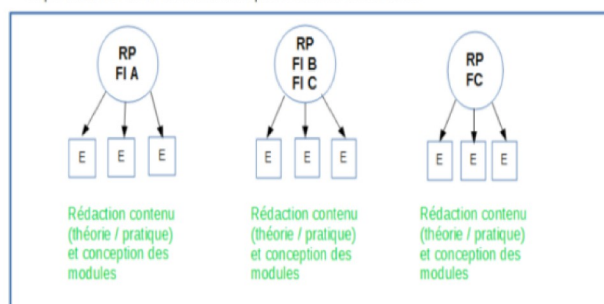 RP
FI A
E E E
Rédaction contenu
(théorie / pratique)
et conception des
modules
RP
FI B
FI C
E E E
Rédaction contenu
(théorie / pratique)
et conception des
modules
RP
FC
E E E
Rédaction contenu
(théorie / pratique)
et conception des
modules